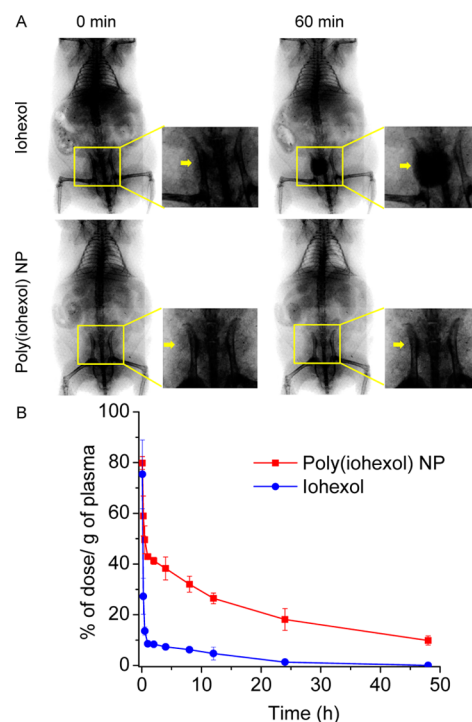 A
0 min
60 min
Iohexol
Poly(iohexol) NP
B
100
80
60
40
20
0
% of dose/ g of plasma
Poly(iohexol) NP
Iohexol
0
10
20
30
40
50
Time (h)